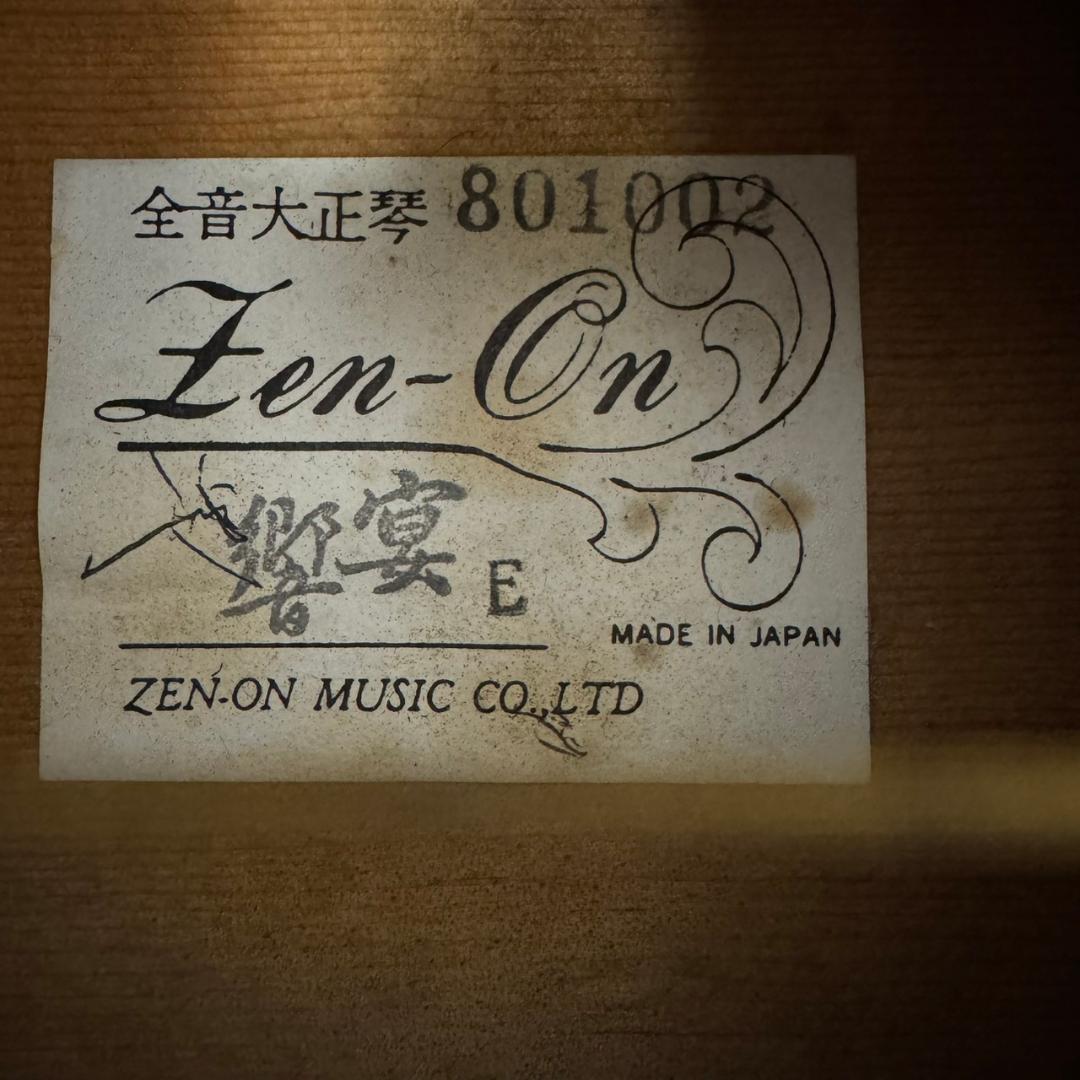 全音大正琴 801002
Zen-On
響宴 E
MADE IN JAPAN
ZEN-ON MUSIC CO.,LTD